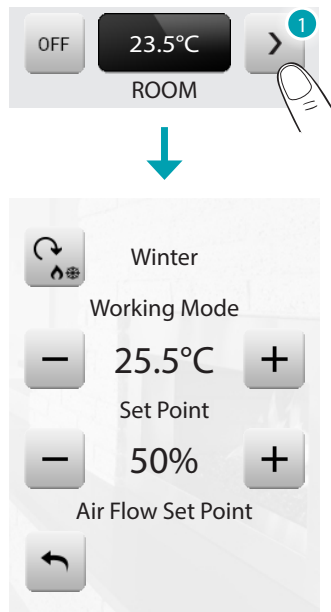 1
OFF 23.5°C >
ROOM
Winter
Working Mode
− 25.5°C +
Set Point
− 50% +
Air Flow Set Point